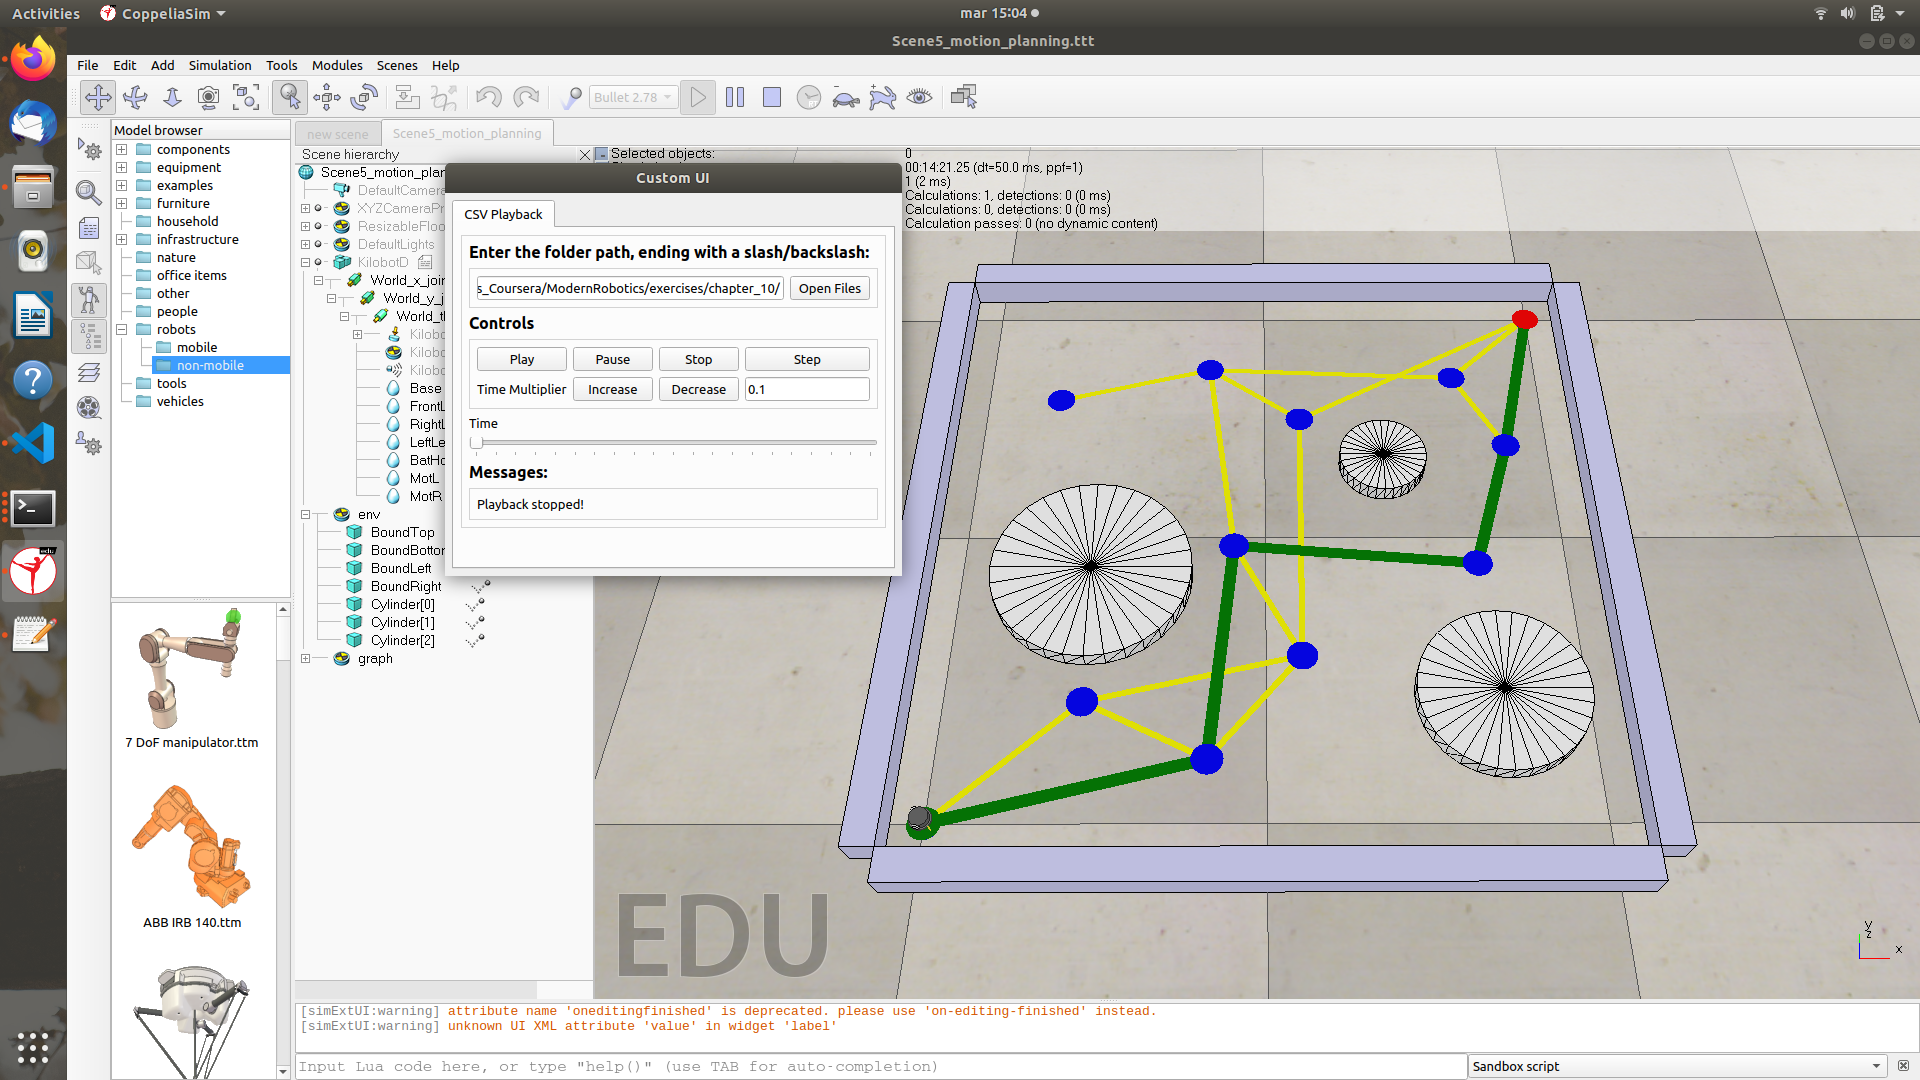 Activities
CoppeliaSim
mar 15:04
Scene5_motion_planning.ttt
File Edit Add Simulation Tools Modules Scenes Help
Bullet 2.78
Model browser
components
equipment
examples
furniture
household
infrastructure
nature
office items
other
people
robots
mobile
non-mobile
tools
vehicles
7 DoF manipulator.ttm
ABB IRB 140.ttm
new scene
Scene5_motion_planning
Scene hierarchy
Scene5_motion_plan
DefaultCamera
XYZCameraPr
ResizableFloo
DefaultLights
KilobotD
World_x_join
World_y_j
World_t
Kilobo
Kilobo
Kilobo
Base
FrontL
RightL
LeftLe
BatHo
MotL
MotR
env
BoundTop
BoundBottom
BoundLeft
BoundRight
Cylinder[0]
Cylinder[1]
Cylinder[2]
graph
Custom UI
CSV Playback
Enter the folder path, ending with a slash/backslash:
s_Coursera/ModernRobotics/exercises/chapter_10/
Open Files
Controls
Play Pause Stop Step
Time Multiplier Increase Decrease 0.1
Time
Messages:
Playback stopped!
Selected objects: 0
00:14:21.25 (dt=50.0 ms, ppf=1)
1 (2 ms)
Calculations: 1, detections: 0 (0 ms)
Calculations: 0, detections: 0 (0 ms)
Calculation passes: 0 (no dynamic content)
EDU
y
z
x
[simExtUI:warning] attribute name 'oneditingfinished' is deprecated. please use 'on-editing-finished' instead.
[simExtUI:warning] unknown UI XML attribute 'value' in widget 'label'
Input Lua code here, or type "help()" (use TAB for auto-completion)
Sandbox script